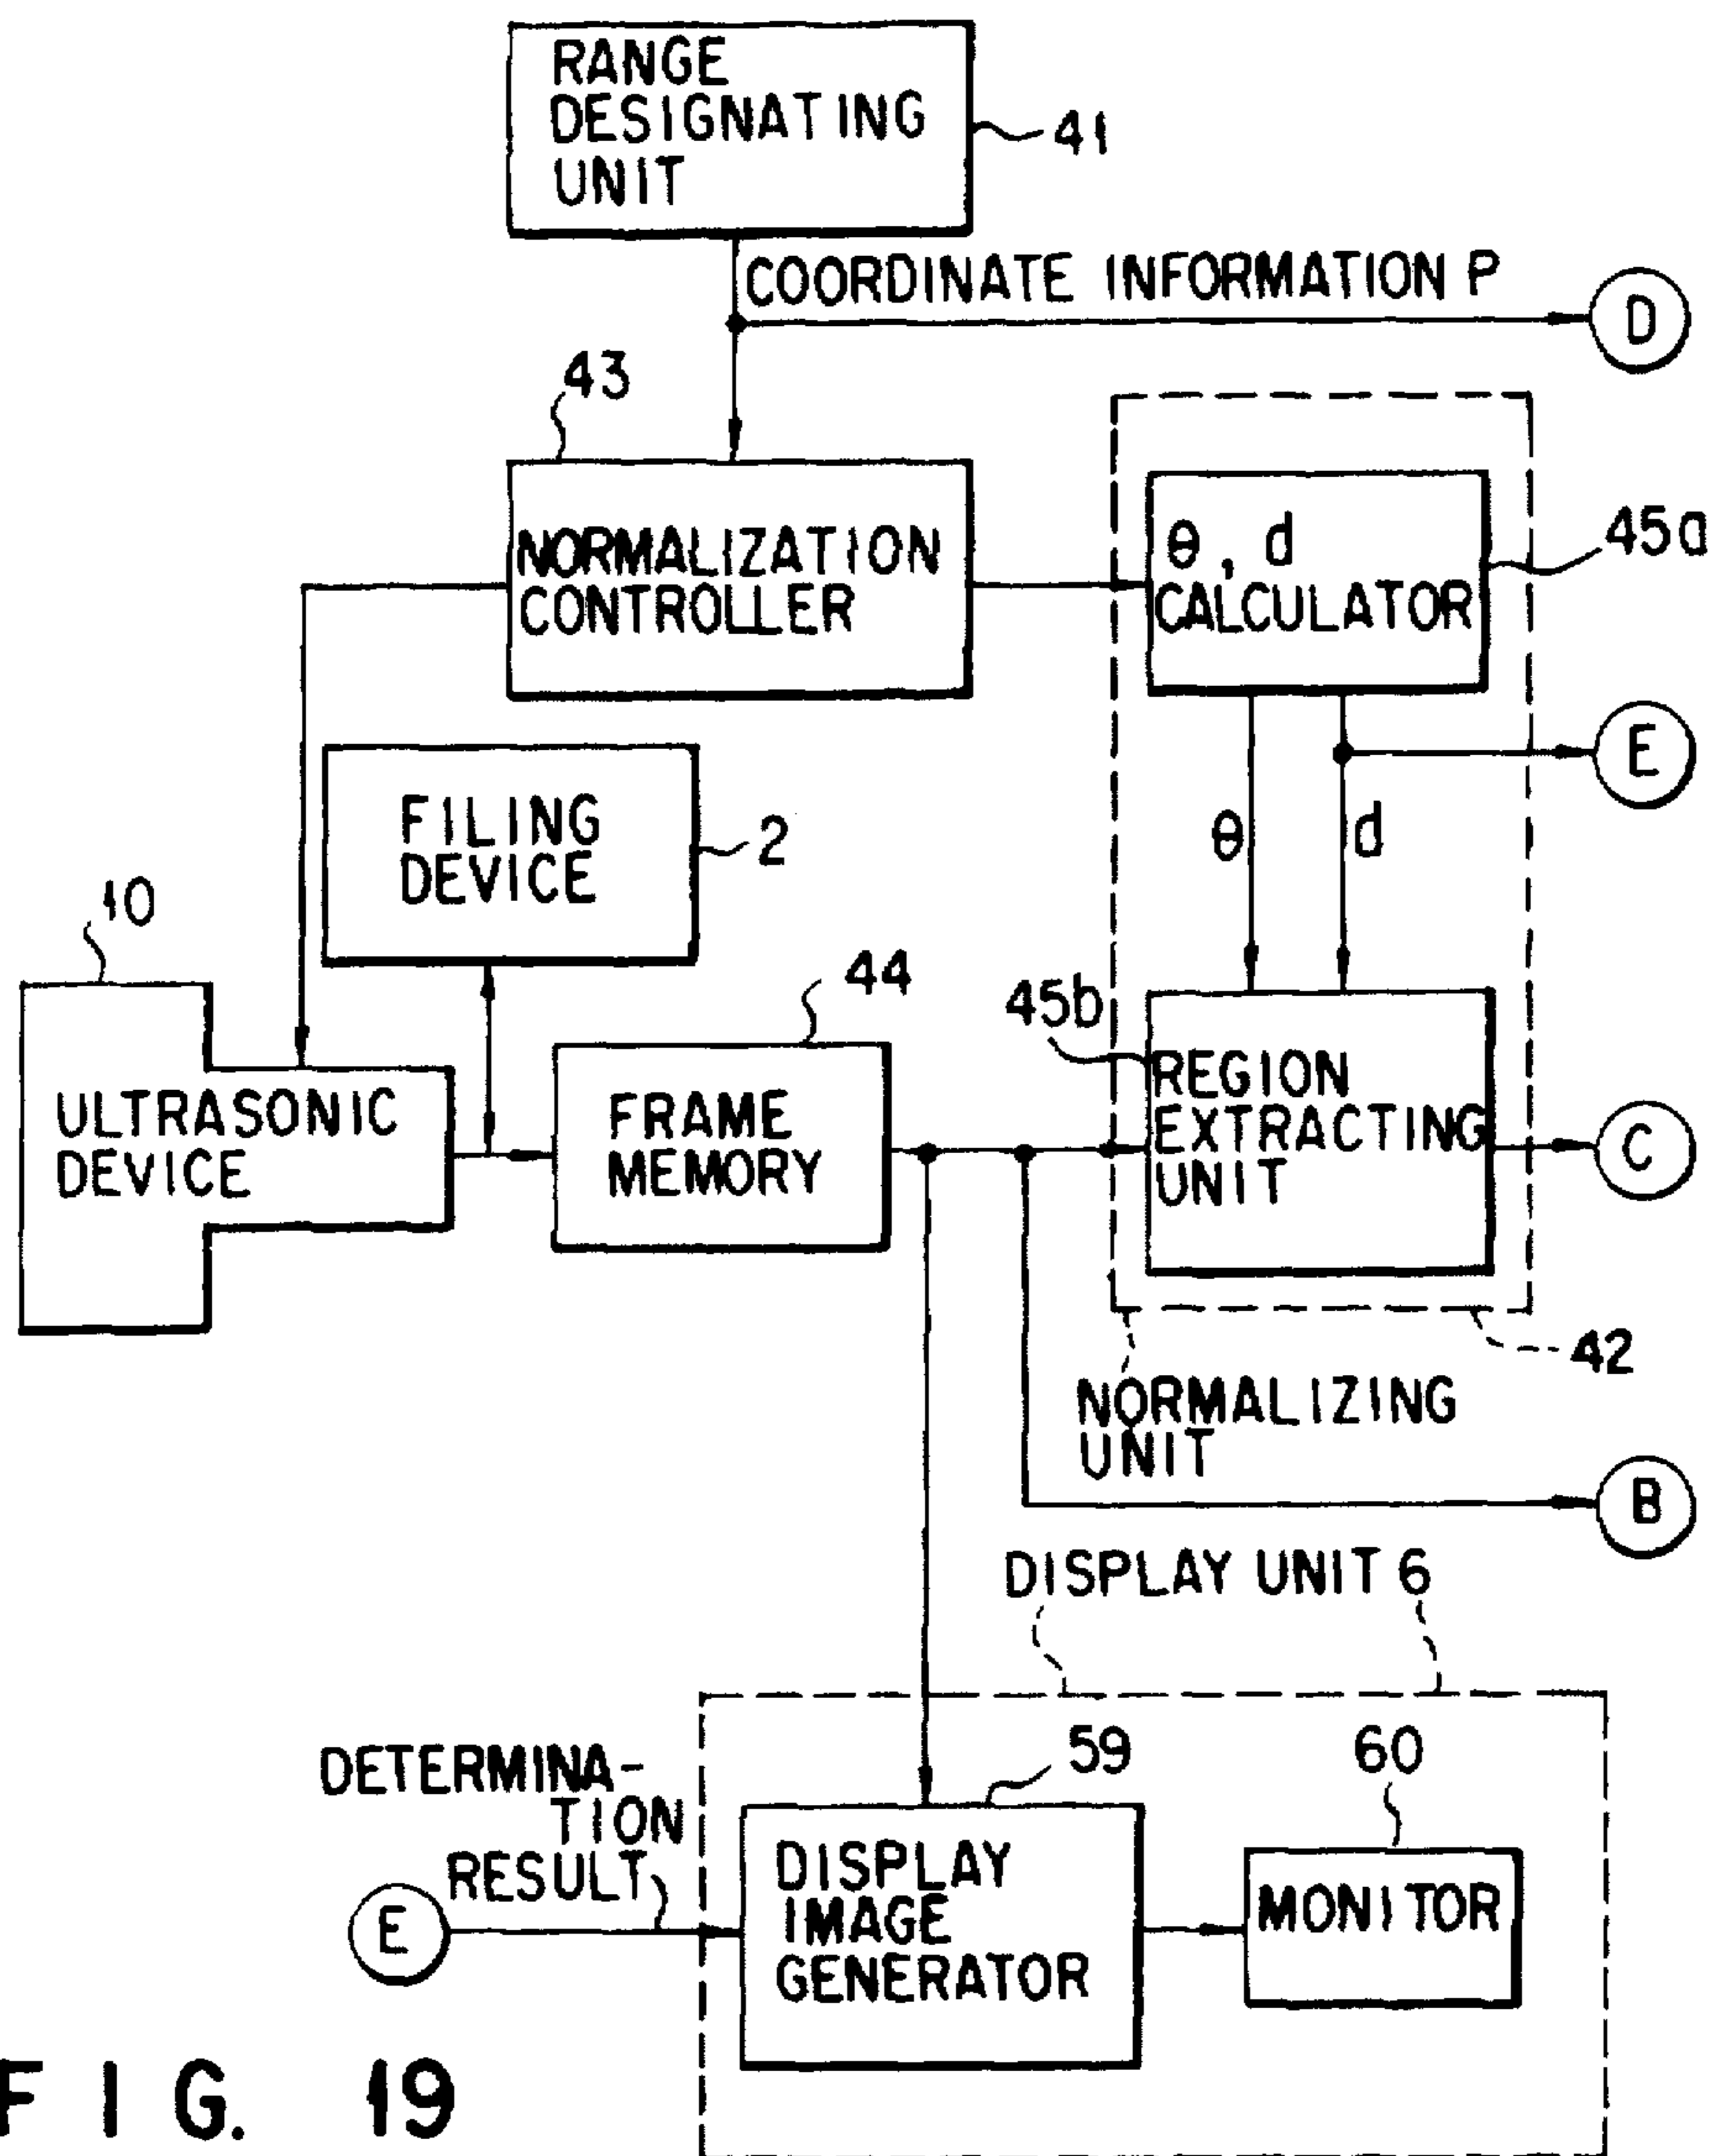 RANGE
DESIGNATING
UNIT
41
COORDINATE INFORMATION P
D
43
NORMALIZATION
CONTROLLER
θ, d
CALCULATOR
45a
E
FILING
DEVICE
2
θ
d
10
44
45b
ULTRASONIC
DEVICE
FRAME
MEMORY
REGION
EXTRACTING
UNIT
C
42
NORMALIZING
UNIT
B
DISPLAY UNIT 6
DETERMINA-
TION
RESULT
59
60
E
DISPLAY
IMAGE
GENERATOR
MONITOR
FIG. 19